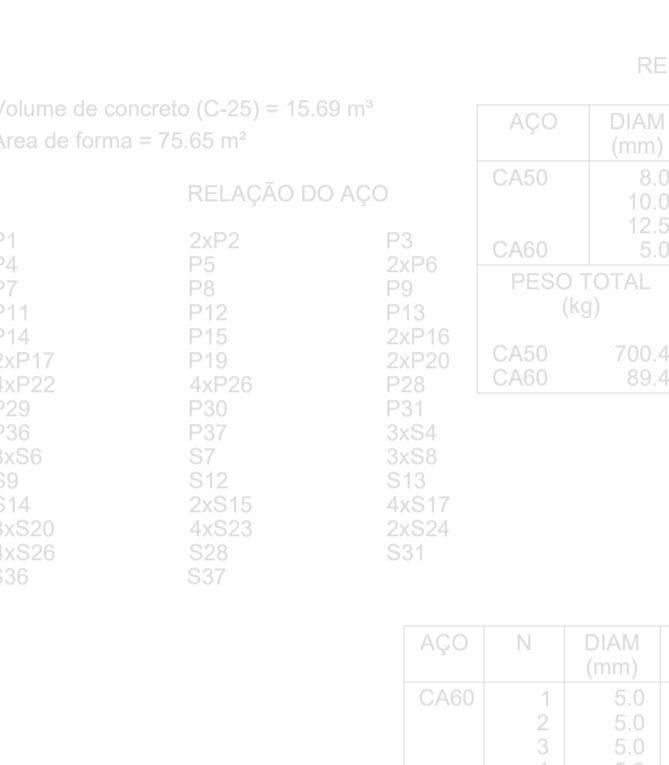 RE
Volume de concreto (C-25) = 15.69 m³
Área de forma = 75.65 m²
AÇO DIAM
(mm)
CA50 8.0
10.0
12.5
CA60 5.0
PESO TOTAL
(kg)
CA50 700.4
CA60 89.4
RELAÇÃO DO AÇO
P1 2xP2 P3
P4 P5 2xP6
P7 P8 P9
P11 P12 P13
P14 P15 2xP16
2xP17 P19 2xP20
4xP22 4xP26 P28
P29 P30 P31
P36 P37 3xS4
3xS6 S7 3xS8
S9 S12 S13
S14 2xS15 4xS17
3xS20 4xS23 2xS24
4xS26 S28 S31
S36 S37
AÇO N DIAM
(mm)
CA60 1 5.0
2 5.0
3 5.0